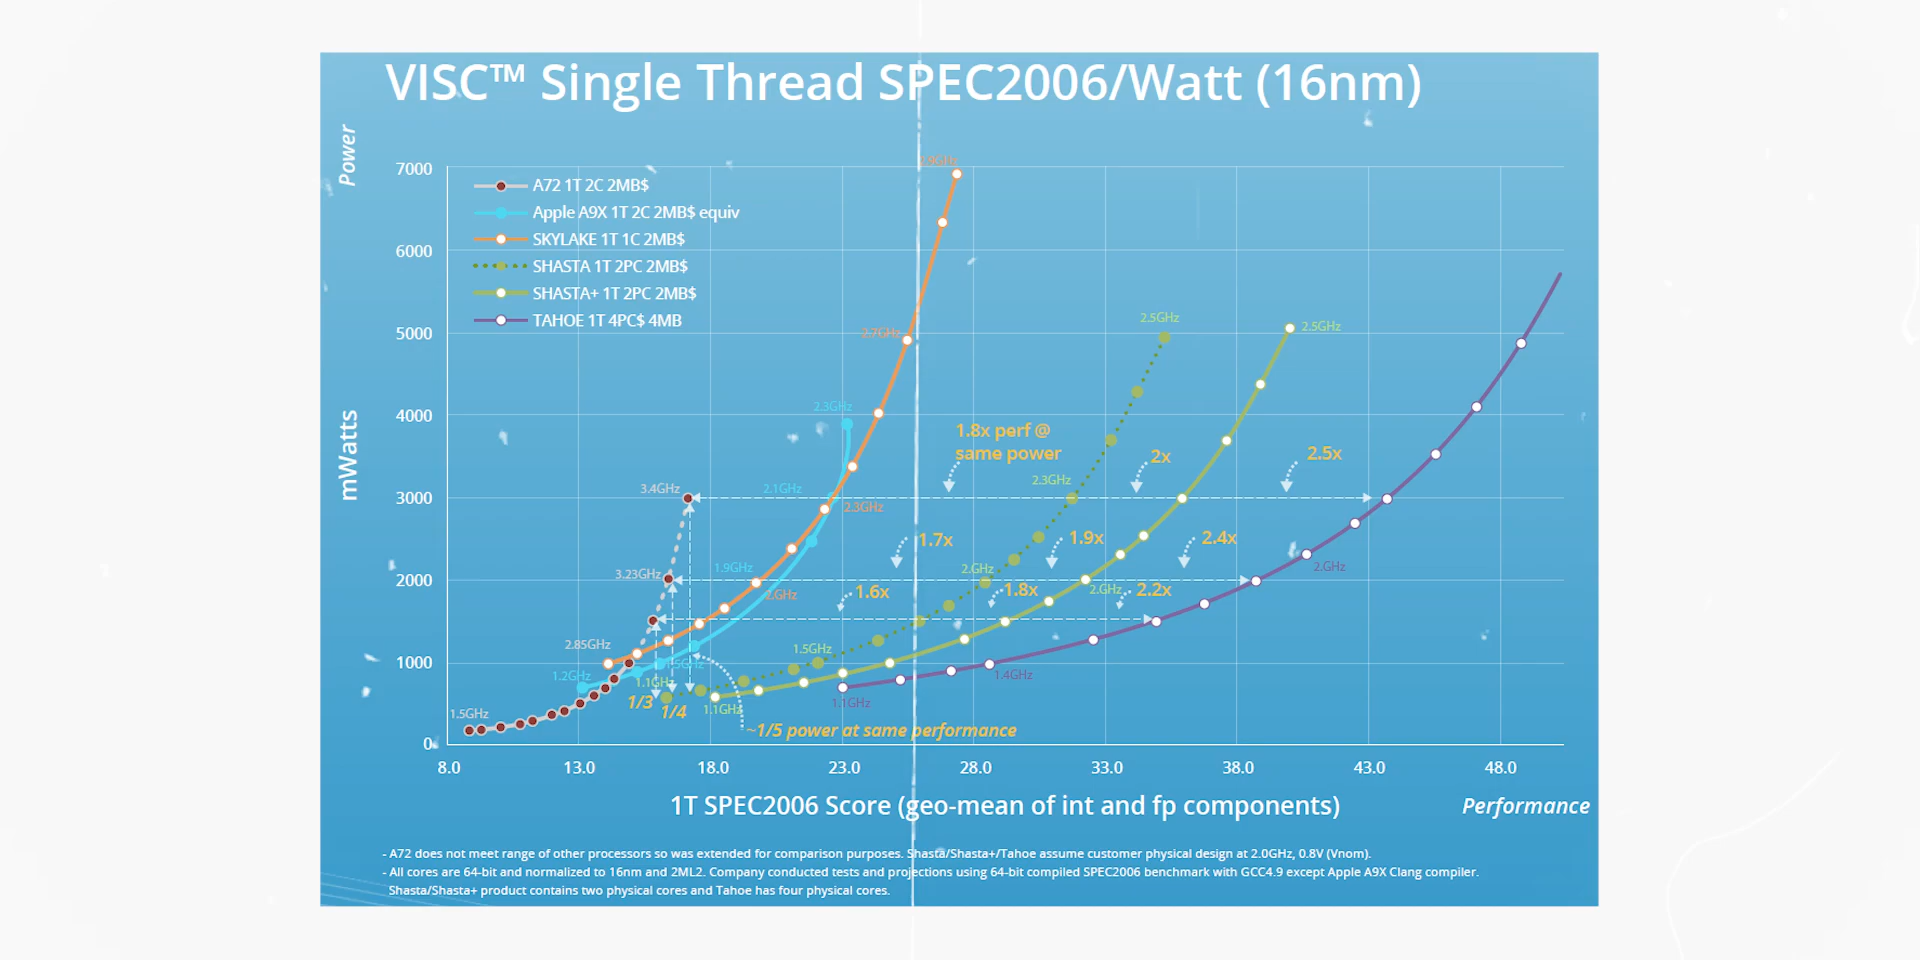 VISC™ Single Thread SPEC2006/Watt (16nm)
Power
7000
6000
5000
4000
3000
2000
1000
0
mWatts
A72 1T 2C 2MB$
Apple A9X 1T 2C 2MB$ equiv
SKYLAKE 1T 1C 2MB$
SHASTA 1T 2PC 2MB$
SHASTA+ 1T 2PC 2MB$
TAHOE 1T 4PC$ 4MB
2.7GHz
2.5GHz
2.5GHz
2.3GHz
1.8x perf @
same power
2x
2.5x
3.4GHz
2.1GHz
2.3GHz
2.3GHz
1.7x
1.9x
2.4x
3.23GHz
1.9GHz
2.GHz
2.GHz
2.GHz
2.GHz
1.6x
1.8x
2.2x
2.85GHz
1.5GHz
1.5GHz
1.2GHz
1.1GHz
1.4GHz
1/3
1/4
1.1GHz
1.1GHz
1.5GHz
~1/5 power at same performance
8.0
13.0
18.0
23.0
28.0
33.0
38.0
43.0
48.0
1T SPEC2006 Score (geo-mean of int and fp components)
Performance
- A72 does not meet range of other processors so was extended for comparison purposes. Shasta/Shasta+/Tahoe assume customer physical design at 2.0GHz, 0.8V (Vnom).
- All cores are 64-bit and normalized to 16nm and 2ML2. Company conducted tests and projections using 64-bit compiled SPEC2006 benchmark with GCC4.9 except Apple A9X Clang compiler.
Shasta/Shasta+ product contains two physical cores and Tahoe has four physical cores.